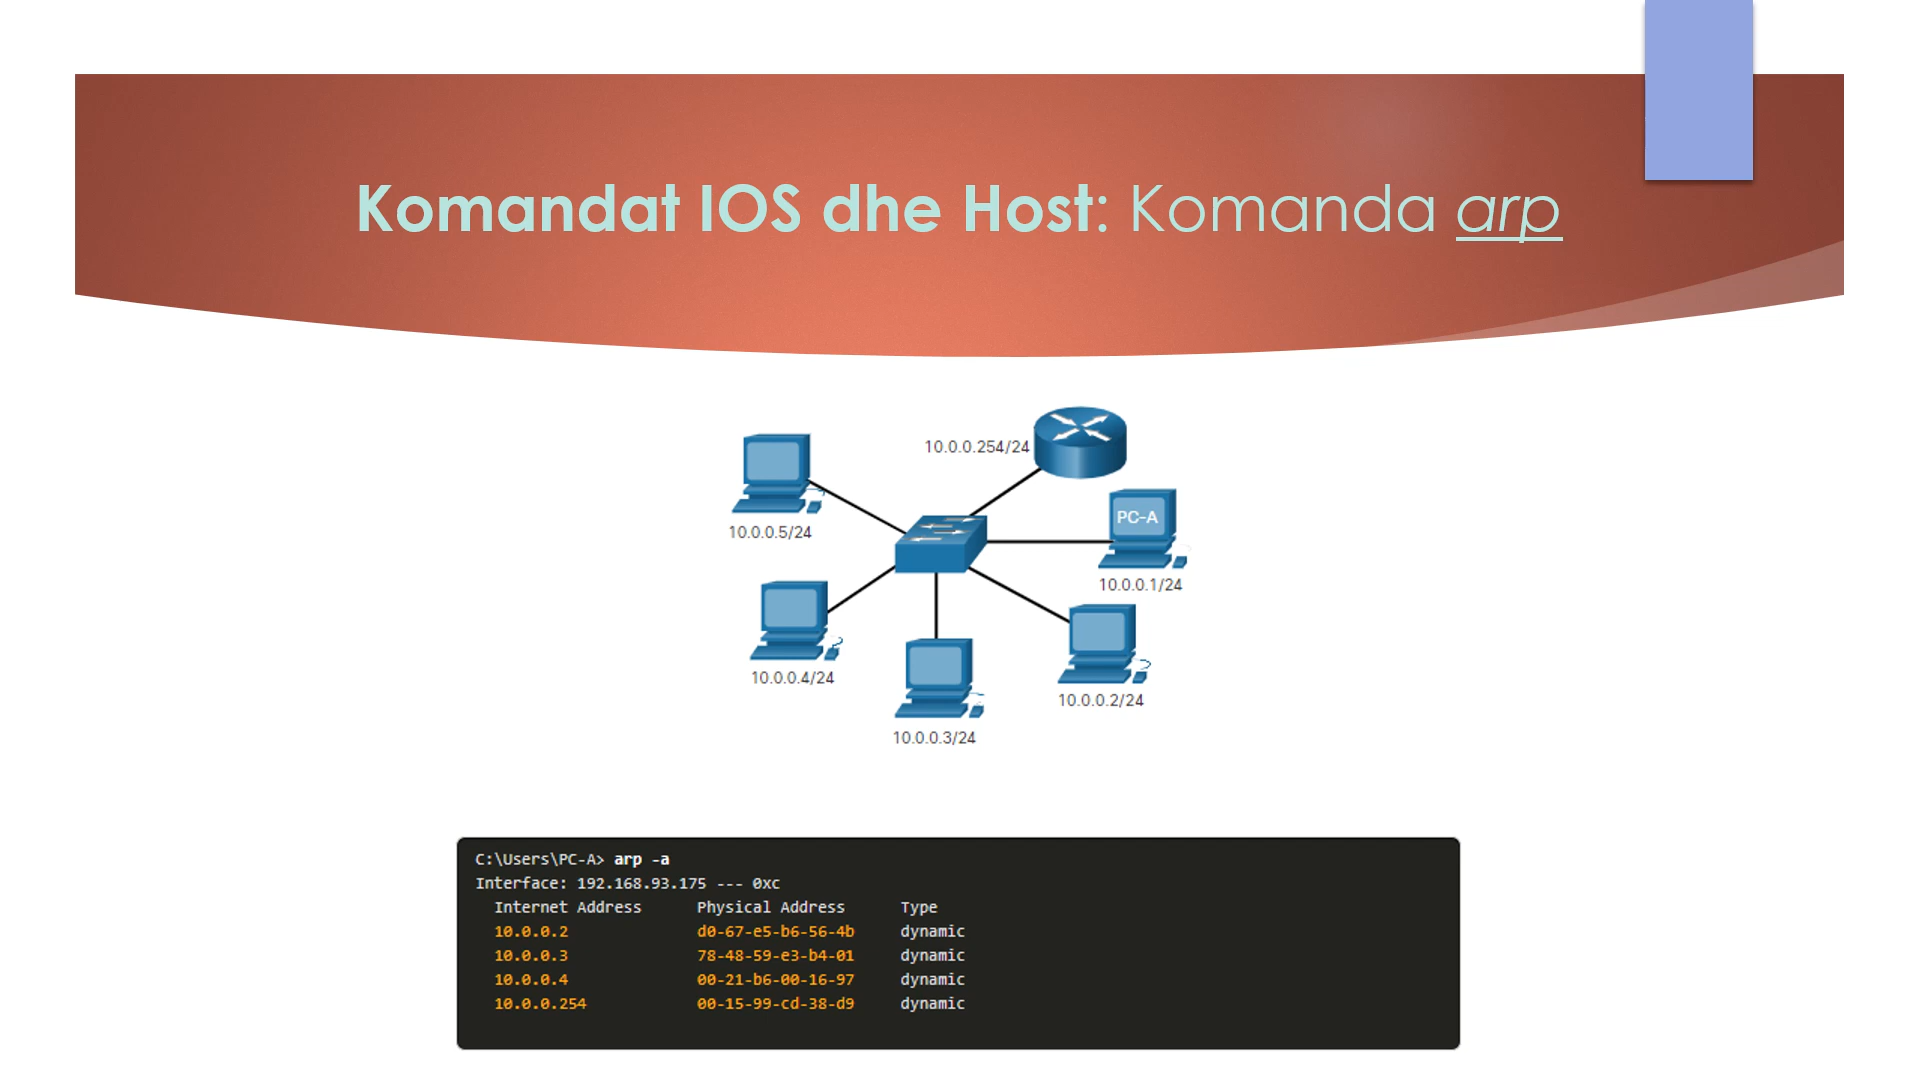 Komandat IOS dhe Host: Komanda arp
10.0.0.254/24
PC-A
10.0.0.5/24
10.0.0.1/24
10.0.0.4/24
10.0.0.2/24
10.0.0.3/24
C:\Users\PC-A> arp -a
Interface: 192.168.93.175 --- 0xc
Internet Address Physical Address Type
10.0.0.2 d0-67-e5-b6-56-4b dynamic
10.0.0.3 78-48-59-e3-b4-01 dynamic
10.0.0.4 00-21-b6-00-16-97 dynamic
10.0.0.254 00-15-99-cd-38-d9 dynamic